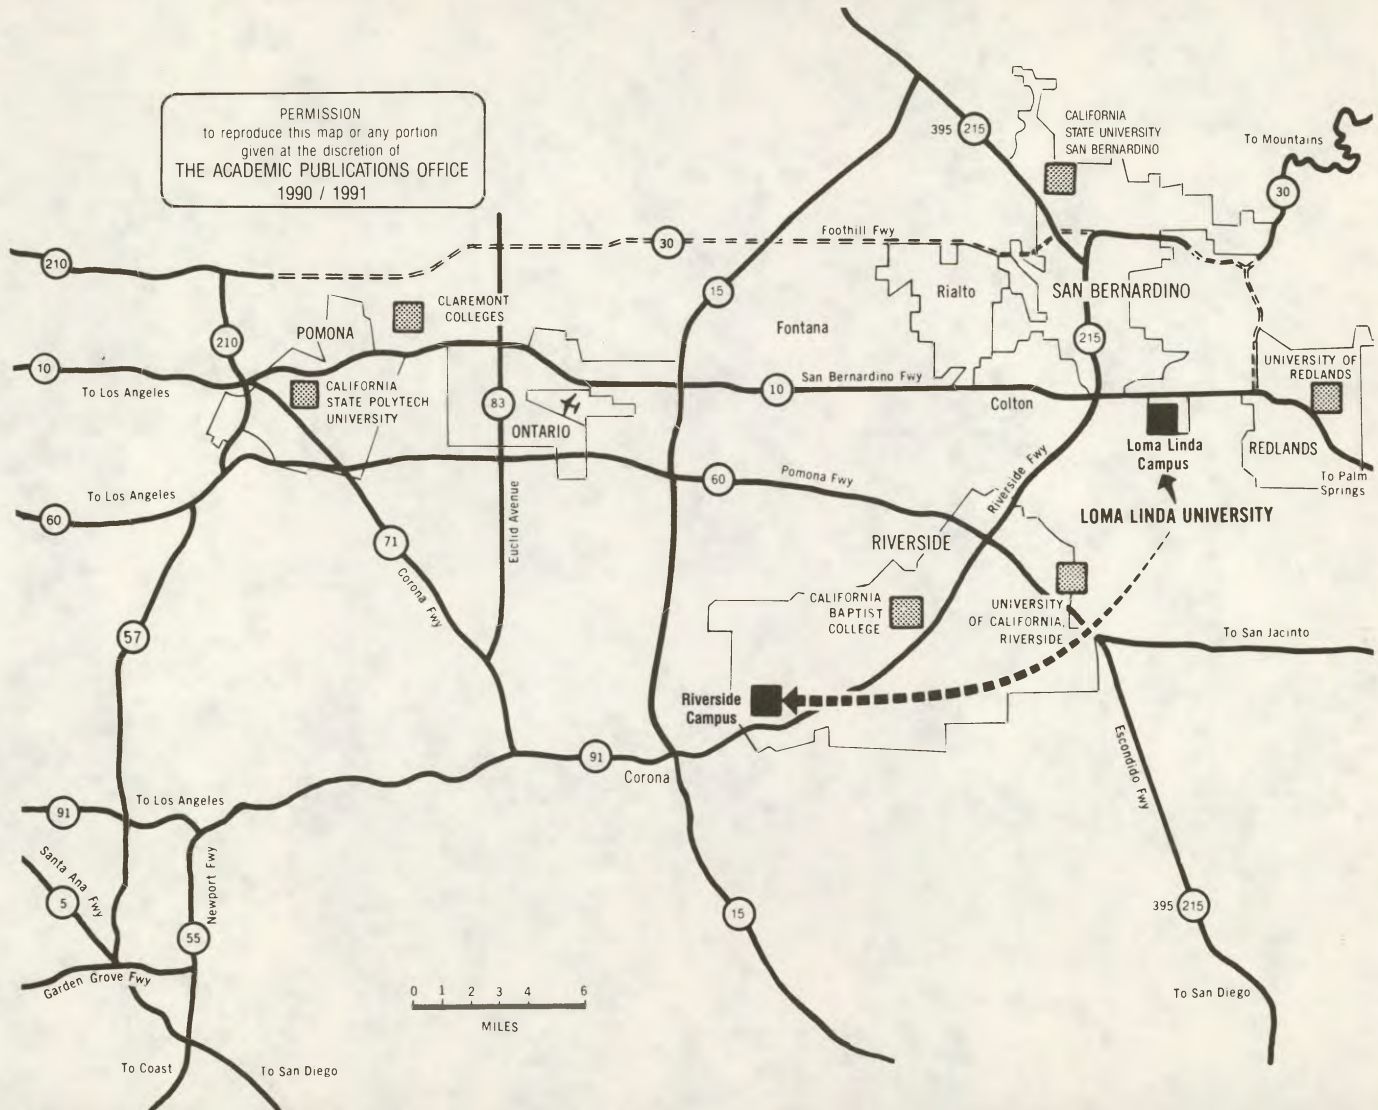 PERMISSION
to reproduce this map or any portion
given at the discretion of
THE ACADEMIC PUBLICATIONS OFFICE
1990 / 1991
395
215
CALIFORNIA
STATE UNIVERSITY
SAN BERNARDINO
To Mountains
30
210
30
Foothill Fwy
15
Rialto
SAN BERNARDINO
CLAREMONT
COLLEGES
POMONA
210
Fontana
215
10
To Los Angeles
CALIFORNIA
STATE POLYTECH
UNIVERSITY
83
ONTARIO
10
San Bernardino Fwy
Colton
UNIVERSITY OF
REDLANDS
Loma Linda
Campus
REDLANDS
To Palm
Springs
To Los Angeles
60
60
Pomona Fwy
Riverside Fwy
LOMA LINDA UNIVERSITY
Euclid Avenue
71
Corona Fwy
RIVERSIDE
CALIFORNIA
BAPTIST
COLLEGE
UNIVERSITY
OF CALIFORNIA,
RIVERSIDE
To San Jacinto
57
Riverside
Campus
91
Corona
Escondido Fwy
91
To Los Angeles
Santa Ana Fwy
5
Newport Fwy
55
15
395
215
Garden Grove Fwy
0 1 2 3 4 6
MILES
To San Diego
To Coast
To San Diego